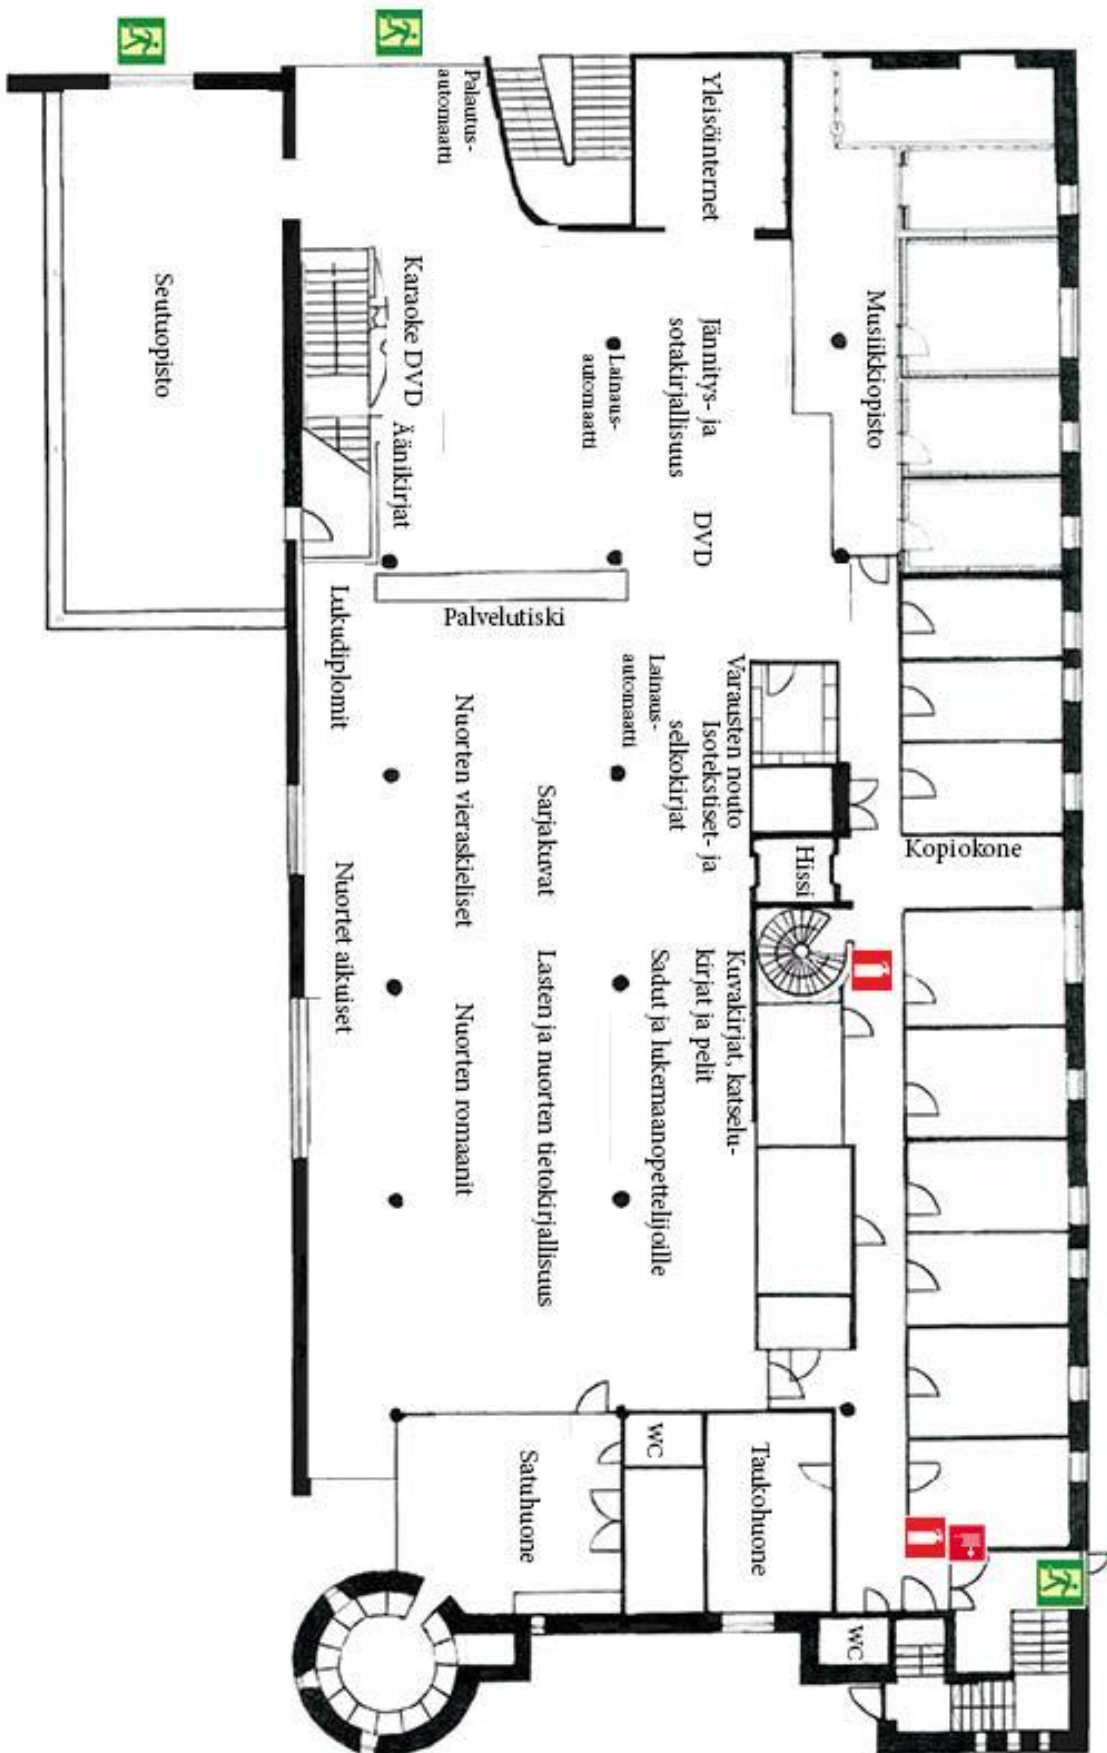 Palautus-
automaatti
Yleisöinternet
Seutuopisto
Karaoke DVD
Äänikirjat
Lainaus-
automaatti
Jännitys- ja
sotakirjallisuus
DVD
Musiikkiopisto
Palvelutiski
Lukudiplomit
Nuorten vieraskieliset
Sarjakuvat
Lainaus-
automaatti
Varausten nouto
Isotekstiset- ja
selkokirjat
Hissi
Kopiokone
Nuortet aikuiset
Nuorten romaanit
Lasten ja nuorten tietokirjallisuus
Kuvakirjat, katselu-
kirjat ja pelit
Sadut ja lukemaanopettelijoille
Satuhuone
WC
Taukohuone
WC